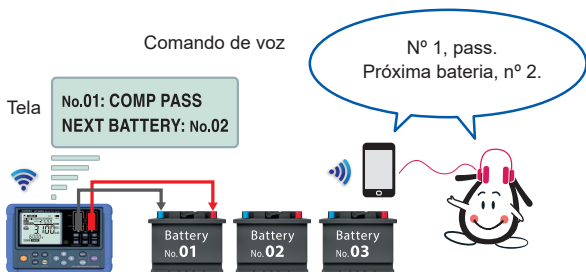 Comando de voz
Nº 1, pass.
Próxima bateria, nº 2.
Tela
No.01: COMP PASS
NEXT BATTERY: No.02
3.100
Battery
No. 01
Battery
No. 02
Battery
No. 03